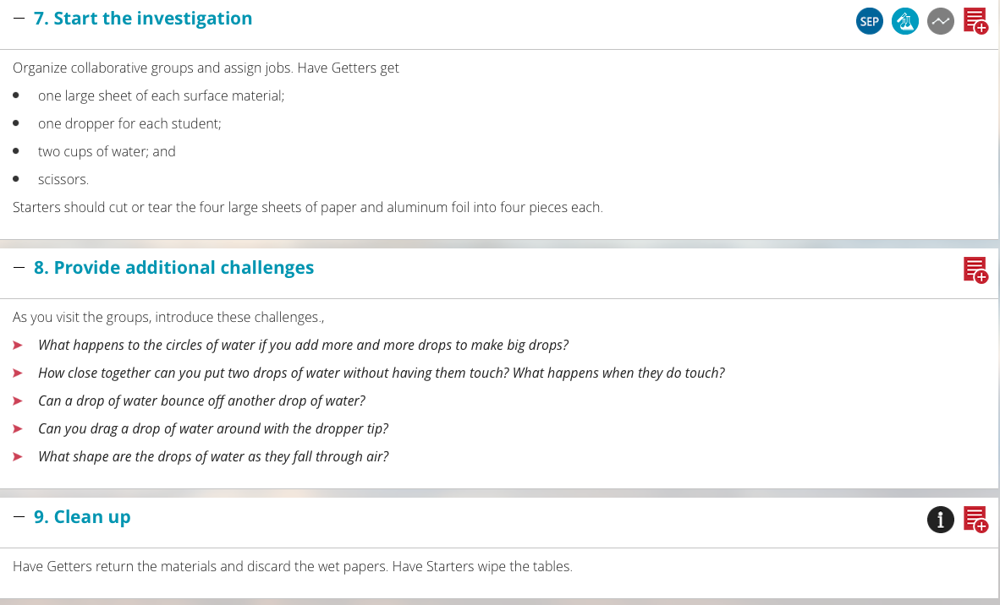 — 7. Start the investigation
SEP
Organize collaborative groups and assign jobs. Have Getters get
• one large sheet of each surface material;
• one dropper for each student;
• two cups of water; and
• scissors.
Starters should cut or tear the four large sheets of paper and aluminum foil into four pieces each.
— 8. Provide additional challenges
As you visit the groups, introduce these challenges.,
➤ What happens to the circles of water if you add more and more drops to make big drops?
➤ How close together can you put two drops of water without having them touch? What happens when they do touch?
➤ Can a drop of water bounce off another drop of water?
➤ Can you drag a drop of water around with the dropper tip?
➤ What shape are the drops of water as they fall through air?
— 9. Clean up
i
Have Getters return the materials and discard the wet papers. Have Starters wipe the tables.